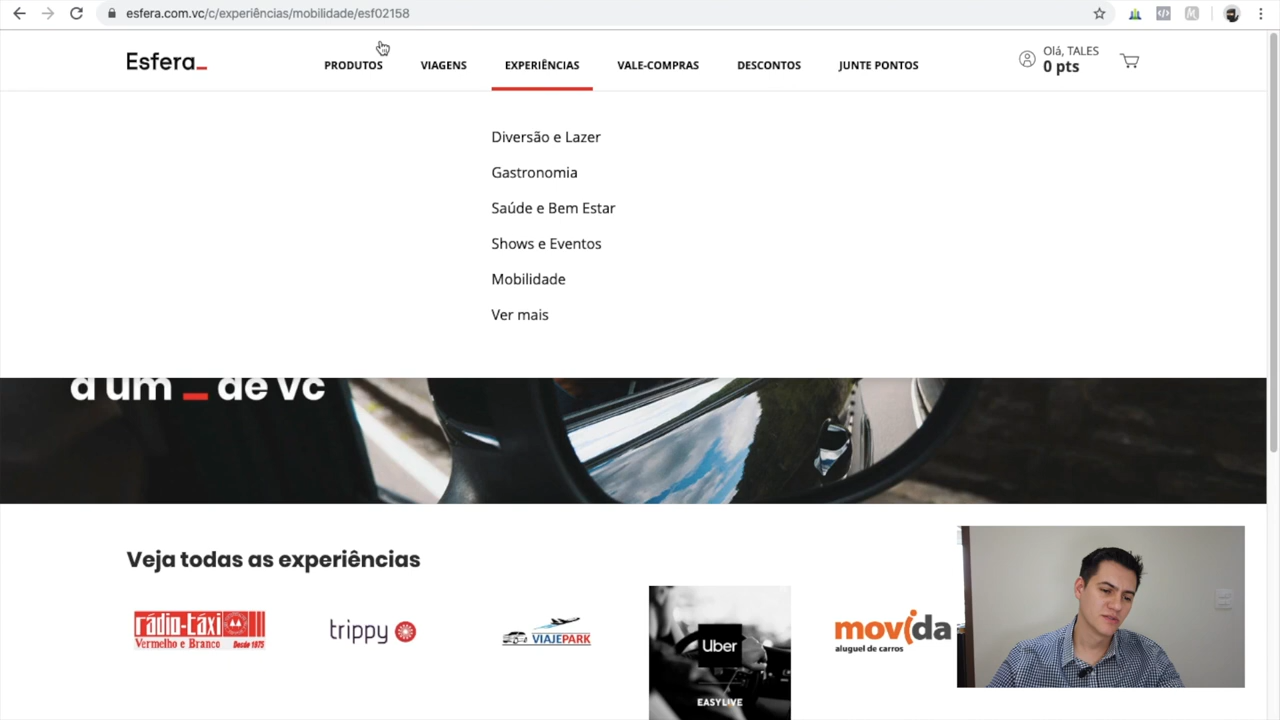 esfera.com.vc/c/experiências/mobilidade/esf02158
Esfera_
PRODUTOS VIAGENS EXPERIÊNCIAS VALE-COMPRAS DESCONTOS JUNTE PONTOS
Olá, TALES
0 pts
Diversão e Lazer
Gastronomia
Saúde e Bem Estar
Shows e Eventos
Mobilidade
Ver mais
a um _ de vc
Veja todas as experiências
rádio-táxi
Vermelho e Branco Desde 1975
trippy
VIAJEPARK
Uber
EASYLIVE
movida
aluguel de carros